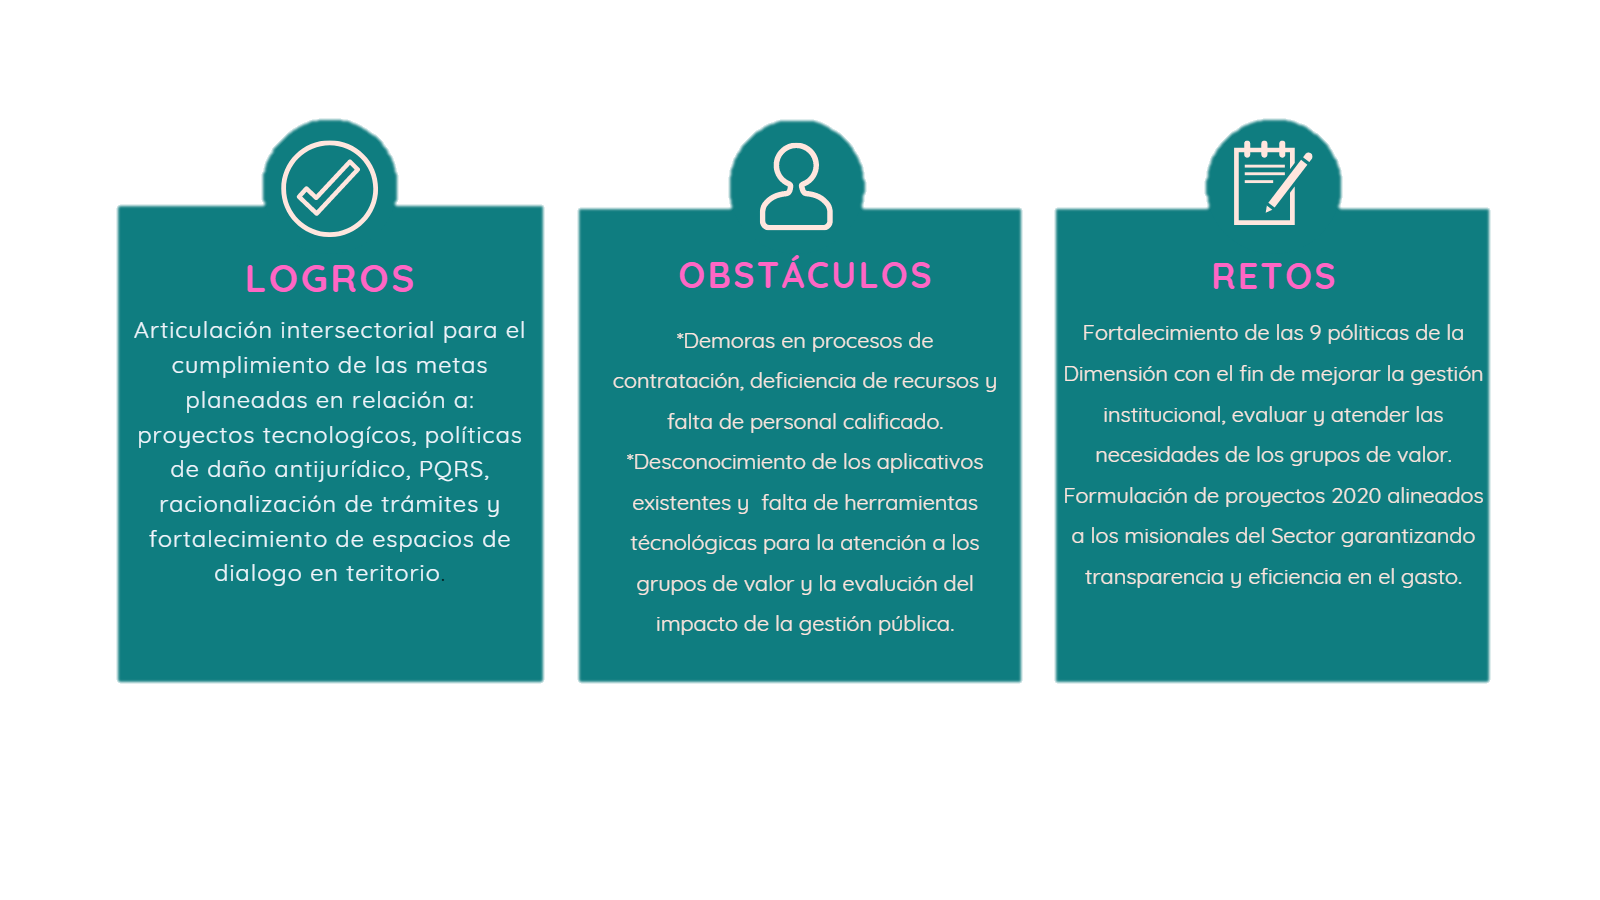 LOGROS
Articulación intersectorial para el
cumplimiento de las metas
planeadas en relación a:
proyectos tecnologícos, políticas
de daño antijurídico, PQRS,
racionalización de trámites y
fortalecimiento de espacios de
dialogo en teritorio.
OBSTÁCULOS
*Demoras en procesos de
contratación, deficiencia de recursos y
falta de personal calificado.
*Desconocimiento de los aplicativos
existentes y  falta de herramientas
técnológicas para la atención a los
grupos de valor y la evalución del
impacto de la gestión pública.
RETOS
Fortalecimiento de las 9 póliticas de la
Dimensión con el fin de mejorar la gestión
institucional, evaluar y atender las
necesidades de los grupos de valor.
Formulación de proyectos 2020 alineados
a los misionales del Sector garantizando
transparencia y eficiencia en el gasto.